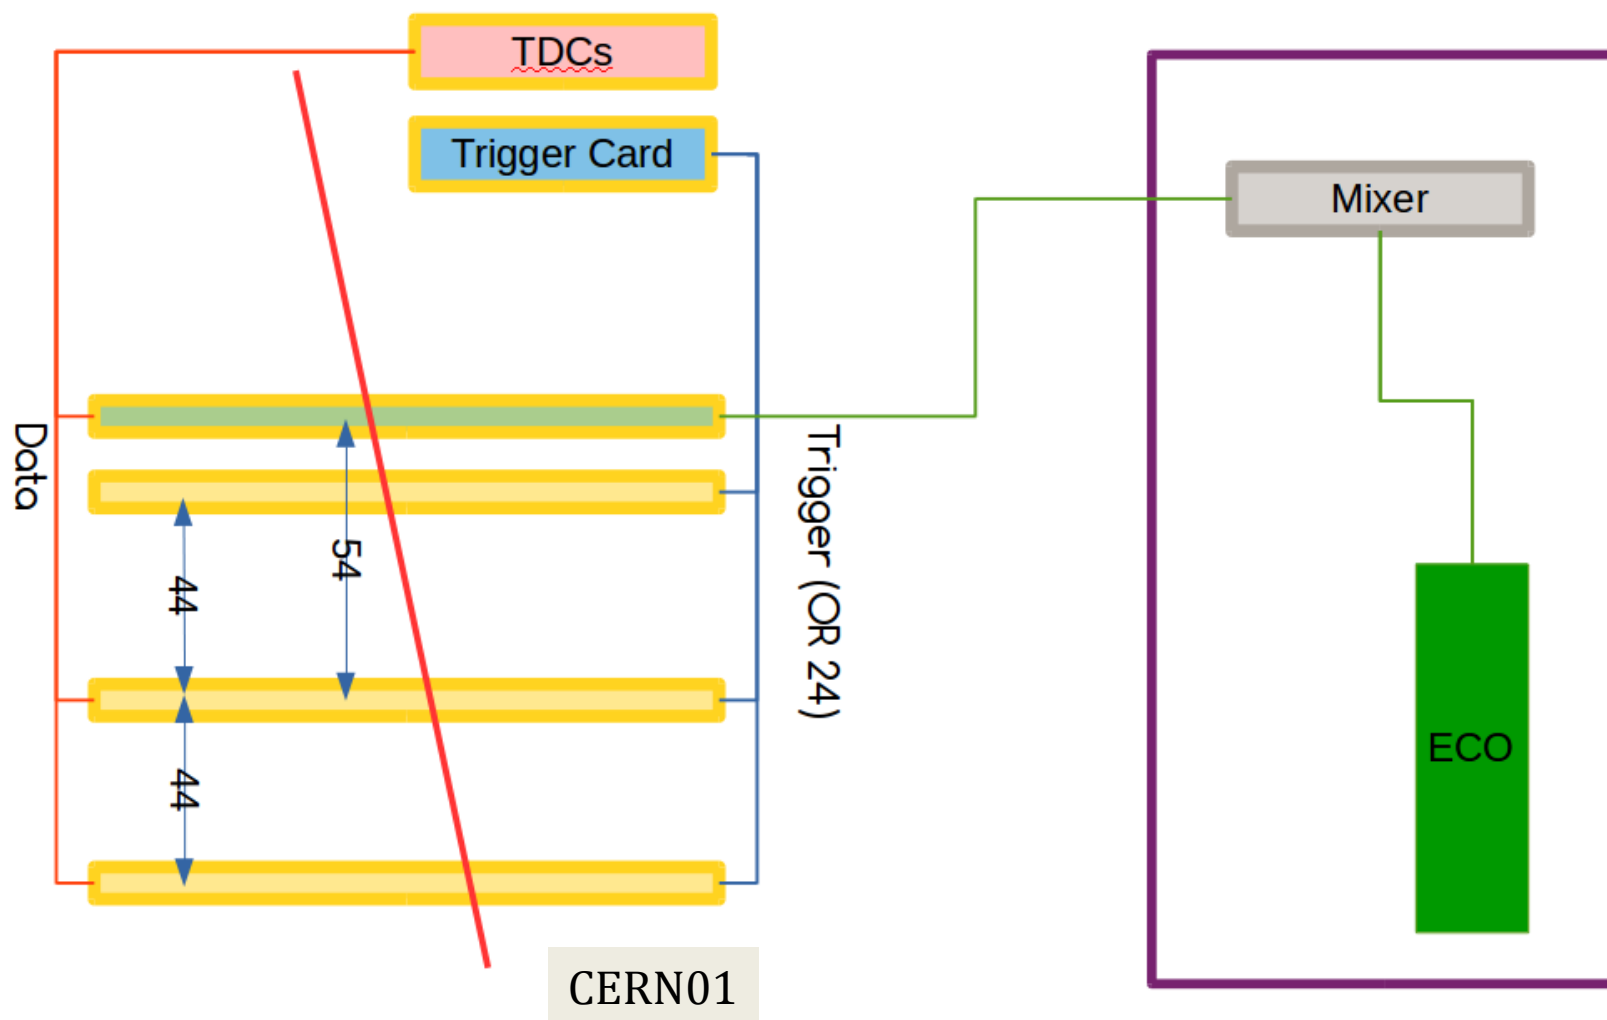 TDCs
Trigger Card
Mixer
Data
54
44
Trigger (OR 24)
44
ECO
CERN01